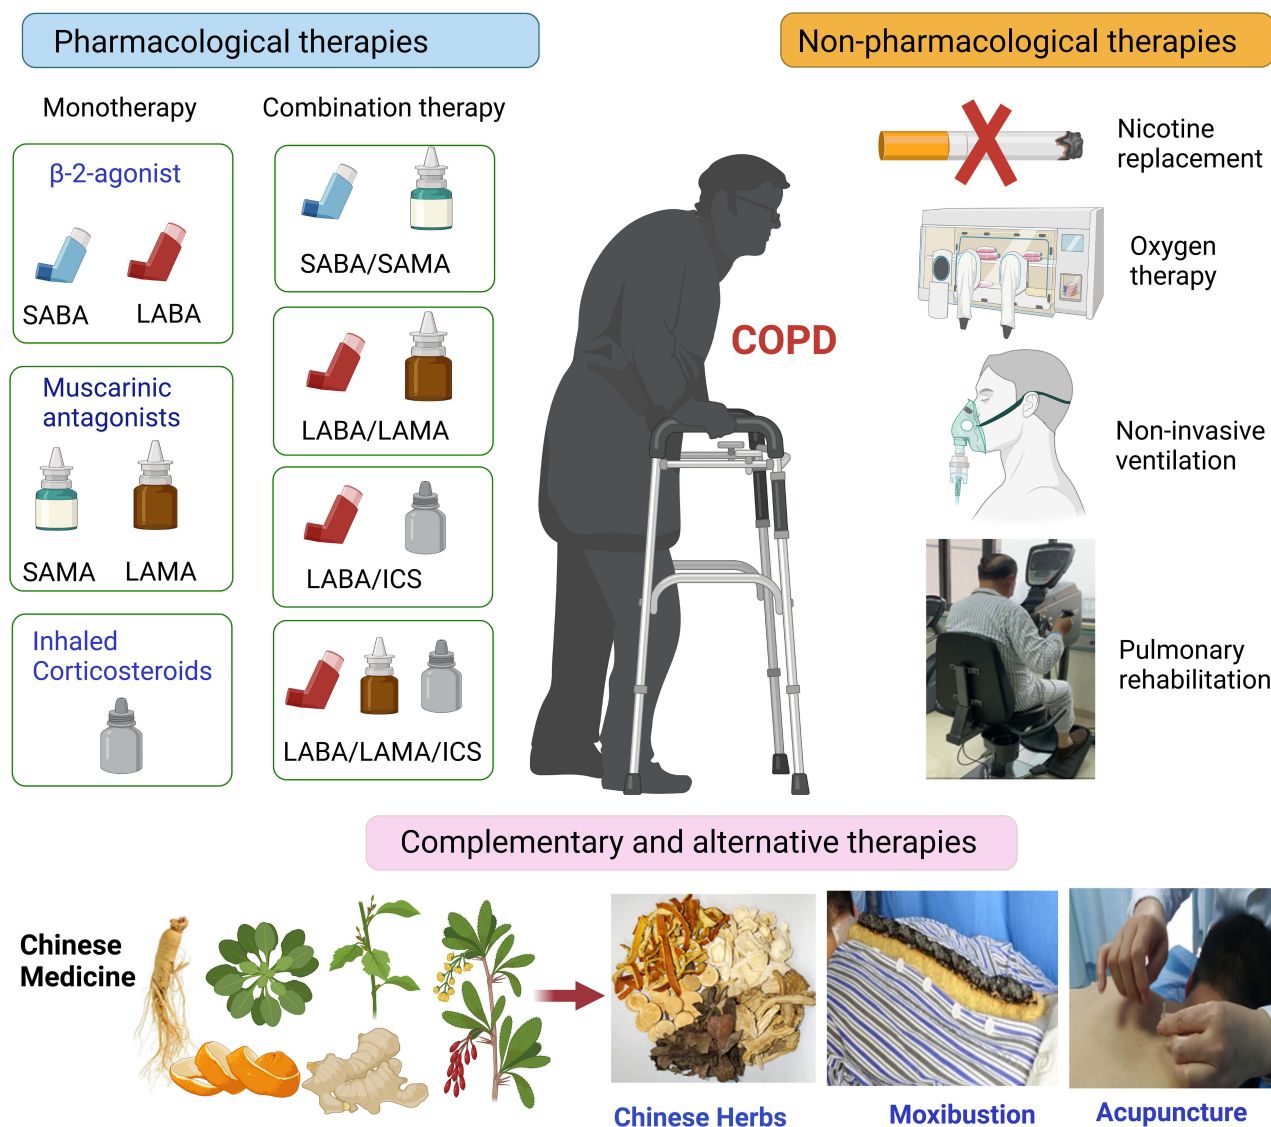 Pharmacological therapies
Non-pharmacological therapies
Monotherapy
Combination therapy
β-2-agonist
SABA
LABA
Muscarinic
antagonists
SAMA
LAMA
Inhaled
Corticosteroids
SABA/SAMA
LABA/LAMA
LABA/ICS
LABA/LAMA/ICS
COPD
Nicotine
replacement
Oxygen
therapy
Non-invasive
ventilation
Pulmonary
rehabilitation
Complementary and alternative therapies
Chinese
Medicine
Chinese Herbs
Moxibustion
Acupuncture